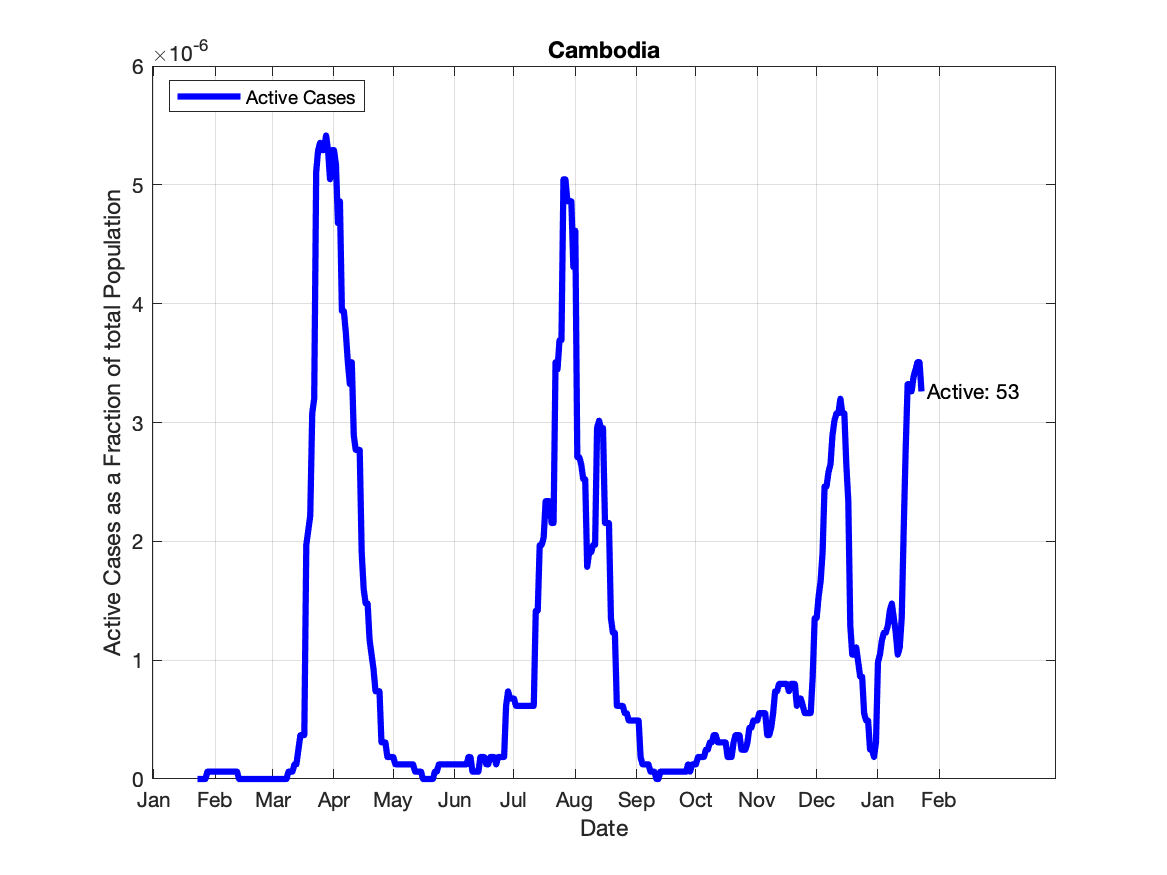 Cambodia
×10-6
Active Cases
6
5
4
3
2
1
0
Active Cases as a Fraction of total Population
Active: 53
Jan Feb Mar Apr May Jun Jul Aug Sep Oct Nov Dec Jan Feb
Date